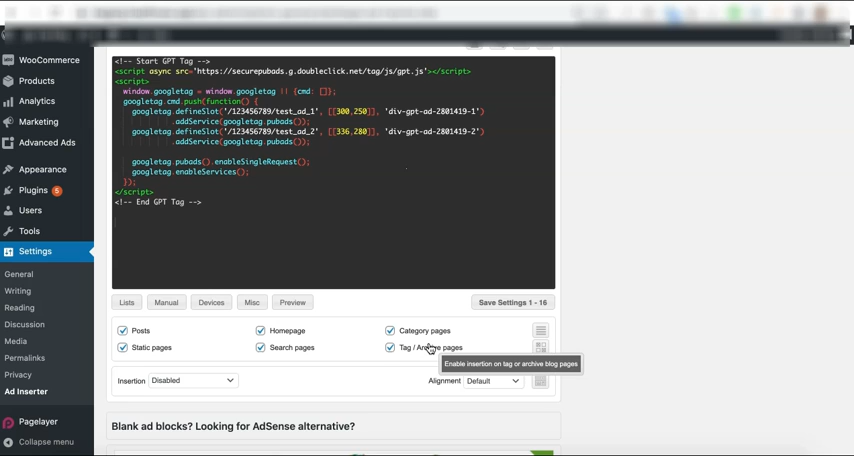 WooCommerce
Products
Analytics
Marketing
Advanced Ads
Appearance
Plugins 5
Users
Tools
Settings
General
Writing
Reading
Discussion
Media
Permalinks
Privacy
Ad Inserter
Pagelayer
Collapse menu
<!-- Start GPT Tag -->
<script async src='https://securepubads.g.doubleclick.net/tag/js/gpt.js'></script>
<script>
window.googletag = window.googletag || {cmd: []};
googletag.cmd.push(function() {
googletag.defineSlot('/123456789/test_ad_1', [[300,250]], 'div-gpt-ad-2801419-1')
.addService(googletag.pubads());
googletag.defineSlot('/123456789/test_ad_2', [[336,280]], 'div-gpt-ad-2801419-2')
.addService(googletag.pubads());
googletag.pubads().enableSingleRequest();
googletag.enableServices();
});
</script>
<!-- End GPT Tag -->
Lists Manual Devices Misc Preview Save Settings 1 - 16
Posts Homepage Category pages
Static pages Search pages Tag / Archive pages
Enable insertion on tag or archive blog pages
Insertion Disabled Alignment Default
Blank ad blocks? Looking for AdSense alternative?